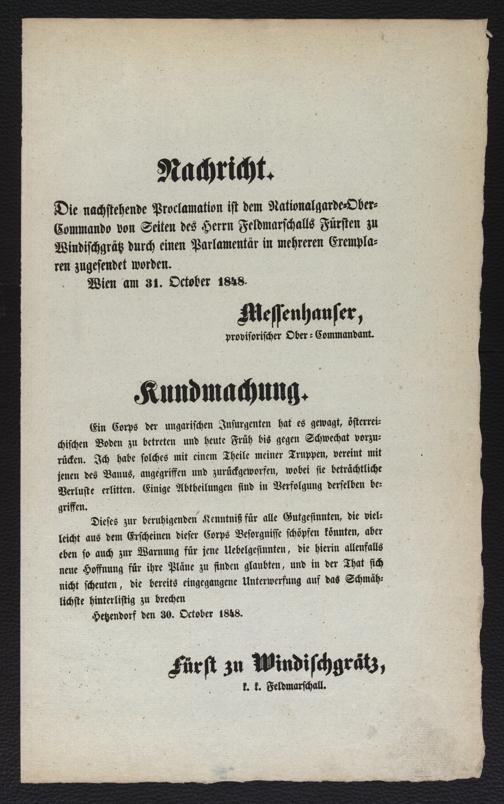 Nachricht.
Die nachstehende Proclamation ist dem Nationalgarde-Ober-
Commando von Seiten des Herrn Feldmarschalls Fürsten zu
Windischgrätz durch einen Parlamentär in mehreren Exempla-
ren zugesendet worden.
Wien am 31. October 1848.
Messenhauser,
provisorischer Ober-Commandant.
Kundmachung.
Ein Corps der ungarischen Insurgenten hat es gewagt, österrei-
chischen Boden zu betreten und heute Früh bis gegen Schwechat vorzu-
rücken. Ich habe solches mit einem Theile meiner Truppen, vereint mit
jenen des Banus, angegriffen und zurückgeworfen, wobei sie beträchtliche
Verluste erlitten. Einige Abtheilungen sind in Verfolgung derselben be-
griffen.
Dieses zur beruhigenden Kenntniß für alle Gutgesinnten, die viel-
leicht aus dem Erscheinen dieser Corps Besorgnisse schöpfen könnten, aber
eben so auch zur Warnung für jene Uebelgesinnten, die hierin allenfalls
neue Hoffnung für ihre Pläne zu finden glaubten, und in der That sich
nicht scheuten, die bereits eingegangene Unterwerfung auf das Schmäh-
lichste hinterlistig zu brechen
Hetzendorf den 30. October 1848.
Fürst zu Windischgrätz,
k. k. Feldmarschall.